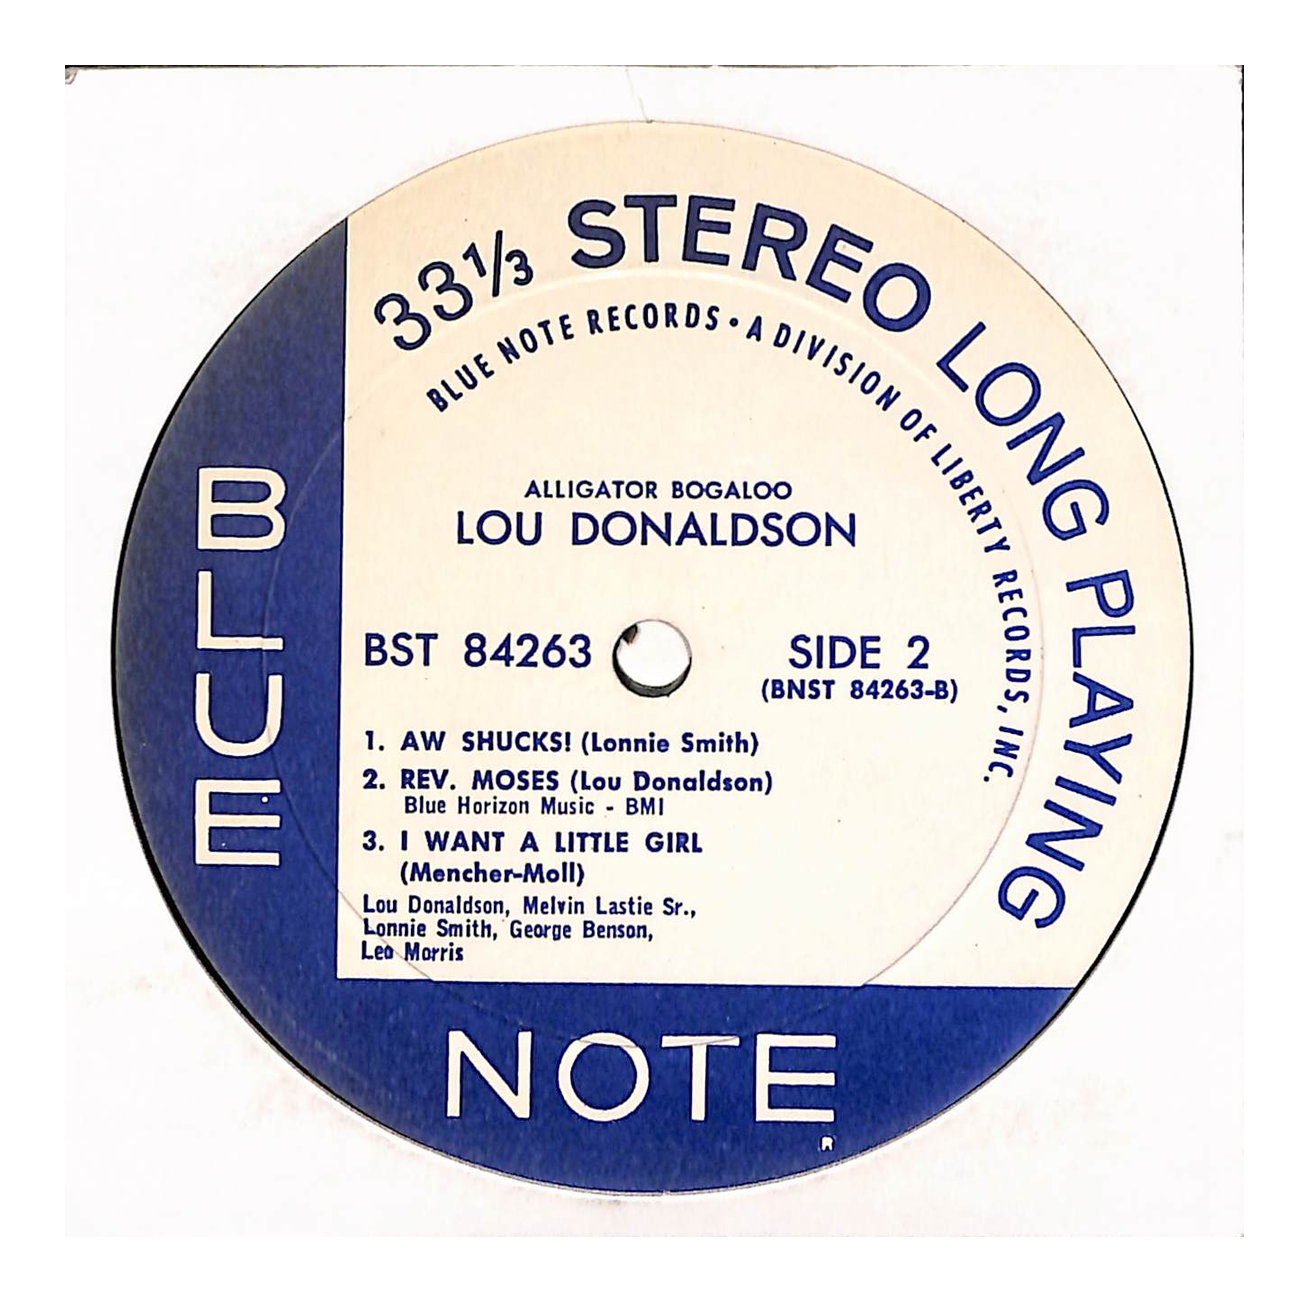 33⅓ STEREO LONG PLAYING
BLUE NOTE RECORDS • A DIVISION OF LIBERTY RECORDS, INC.
ALLIGATOR BOGALOO
LOU DONALDSON
BST 84263
SIDE 2
(BNST 84263-B)
1. AW SHUCKS! (Lonnie Smith)
2. REV. MOSES (Lou Donaldson)
Blue Horizon Music - BMI
3. I WANT A LITTLE GIRL
(Mencher-Moll)
Lou Donaldson, Melvin Lastie Sr.,
Lonnie Smith, George Benson,
Leo Morris
BLUE
NOTE
®